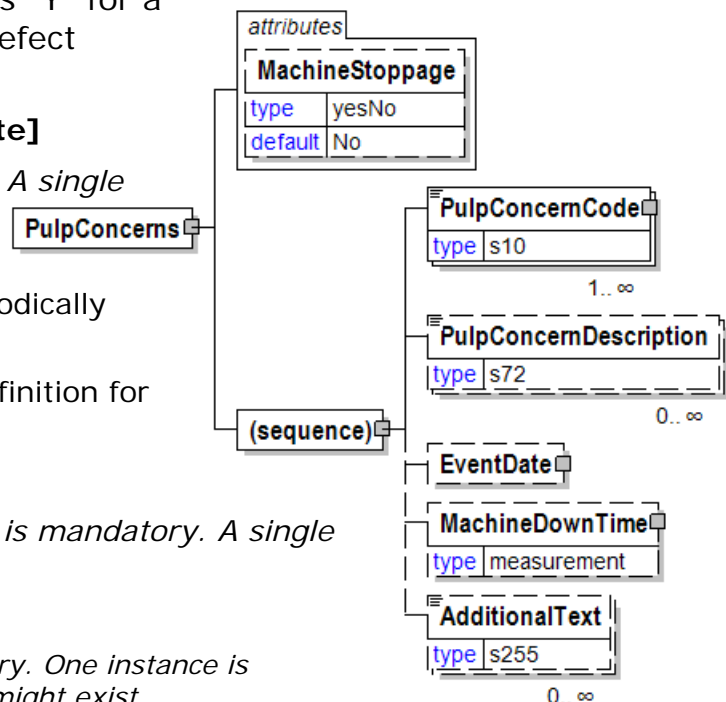 s "Y" for a
efect
te]
A single
odically
finition for
is mandatory. A single
ry. One instance is
might exist
attributes
MachineStoppage
type yesNo
default No
PulpConcerns
(sequence)
PulpConcernCode
type s10
1.. ∞
PulpConcernDescription
type s72
0.. ∞
EventDate
MachineDownTime
type measurement
AdditionalText
type s255
0.. ∞